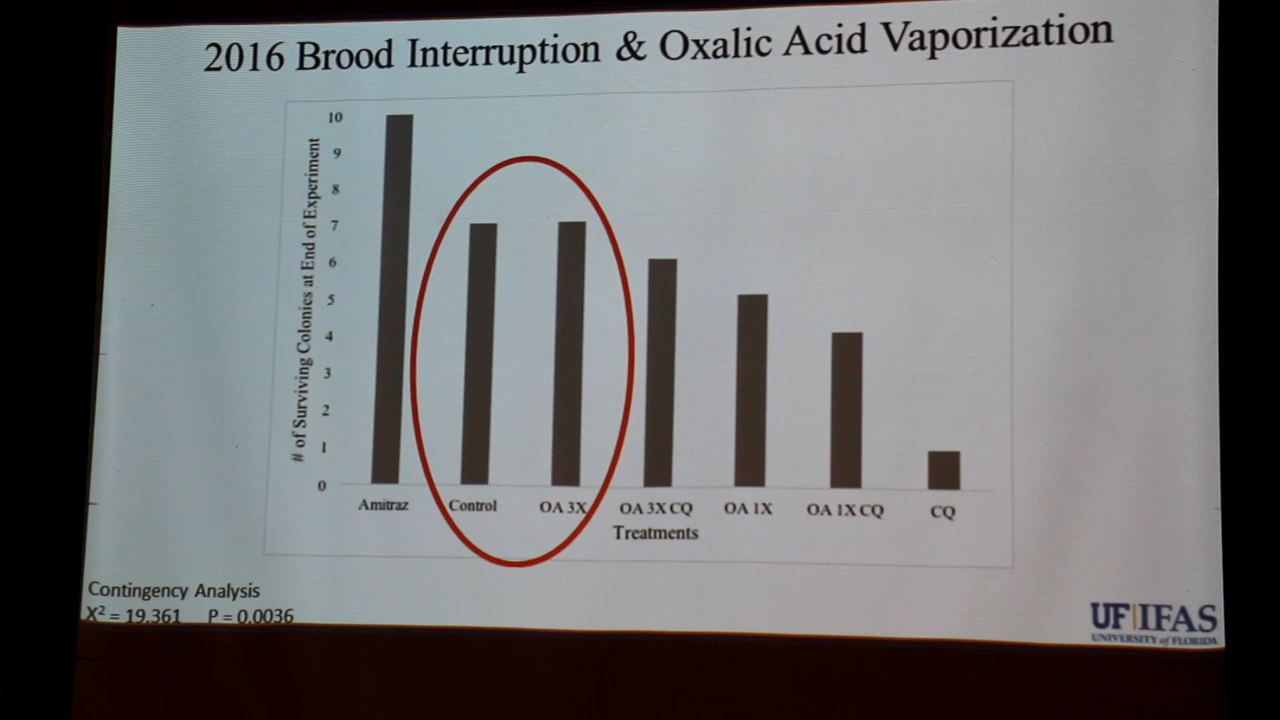 2016 Brood Interruption & Oxalic Acid Vaporization
# of Surviving Colonies at End of Experiment
10
9
8
7
6
5
4
3
2
1
0
Amitraz Control OA 3X OA 3X CQ OA 1X OA 1X CQ CQ
Treatments
Contingency Analysis
X² = 19.361 P = 0.0036
UF|IFAS
UNIVERSITY of FLORIDA